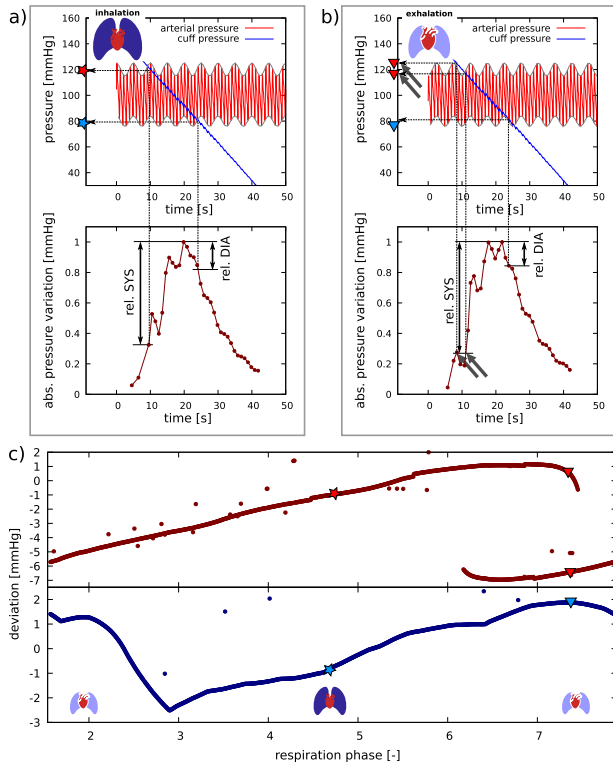 a)
inhalation
arterial pressure
cuff pressure
pressure [mmHg]
160
140
120
100
80
60
40
0 10 20 30 40 50
time [s]
abs. pressure variation [mmHg]
1
0.8
0.6
0.4
0.2
0
rel. SYS
rel. DIA
0 10 20 30 40 50
time [s]
b)
exhalation
arterial pressure
cuff pressure
pressure [mmHg]
160
140
120
100
80
60
40
0 10 20 30 40 50
time [s]
abs. pressure variation [mmHg]
1
0.8
0.6
0.4
0.2
0
rel. SYS
rel. DIA
0 10 20 30 40 50
time [s]
c)
deviation [mmHg]
2
1
0
-1
-2
-3
-4
-5
-6
-7
2
1
0
-1
-2
-3
2 3 4 5 6 7
respiration phase [-]